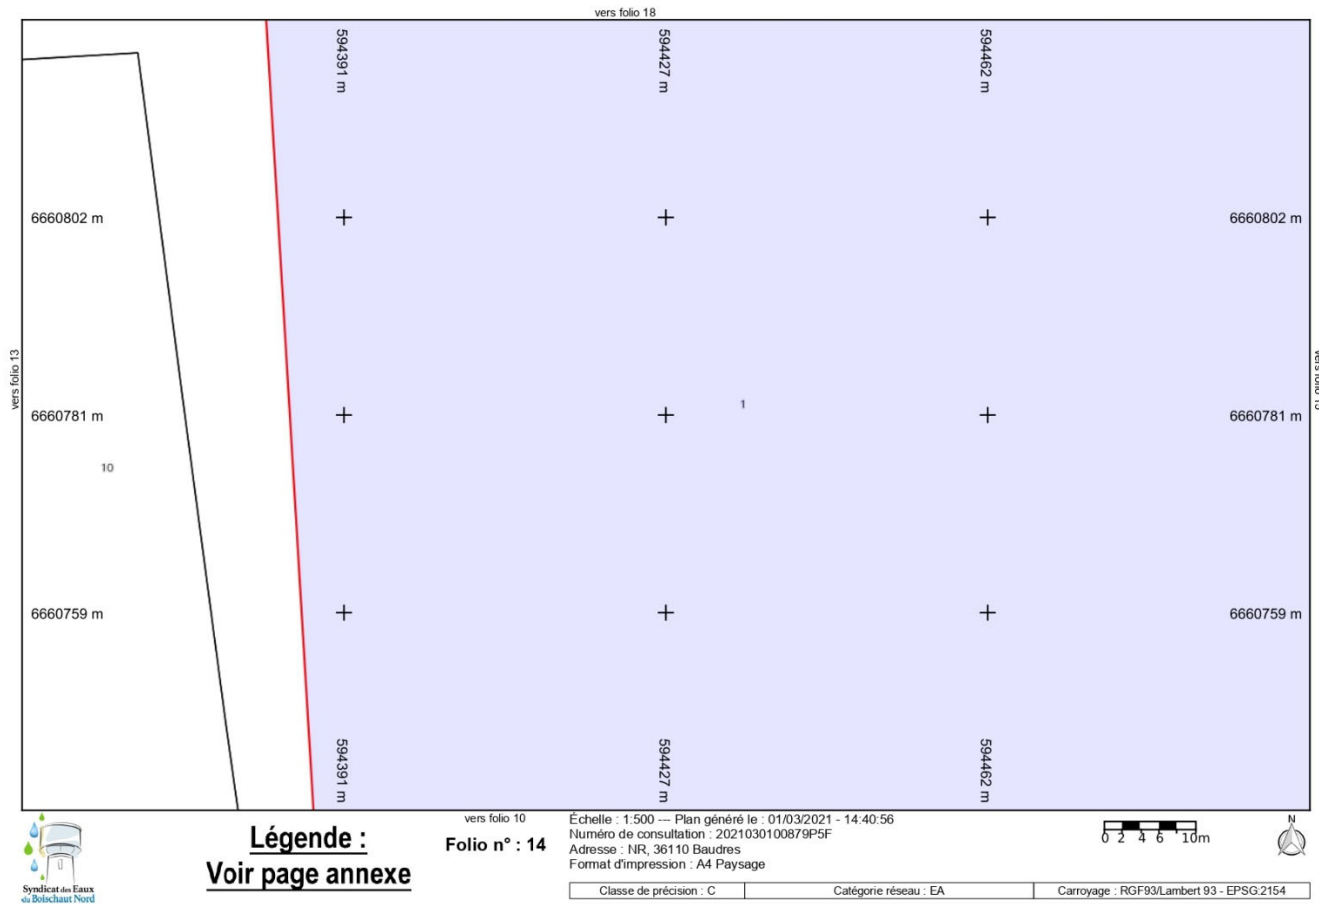 vers folio 18
594391 m
594427 m
594462 m
6660802 m
6660802 m
vers folio 13
vers folio 15
1
6660781 m
6660781 m
10
6660759 m
6660759 m
594391 m
594427 m
594462 m
vers folio 10
Légende :
Voir page annexe
Folio n° : 14
Échelle : 1:500 --- Plan généré le : 01/03/2021 - 14:40:56
Numéro de consultation : 2021030100879P5F
Adresse : NR, 36110 Baudres
Format d'impression : A4 Paysage
Classe de précision : C
Catégorie réseau : EA
Carroyage : RGF93/Lambert 93 - EPSG:2154
0 2 4 6 10m
N
Syndicat des Eaux
du Boischaut Nord